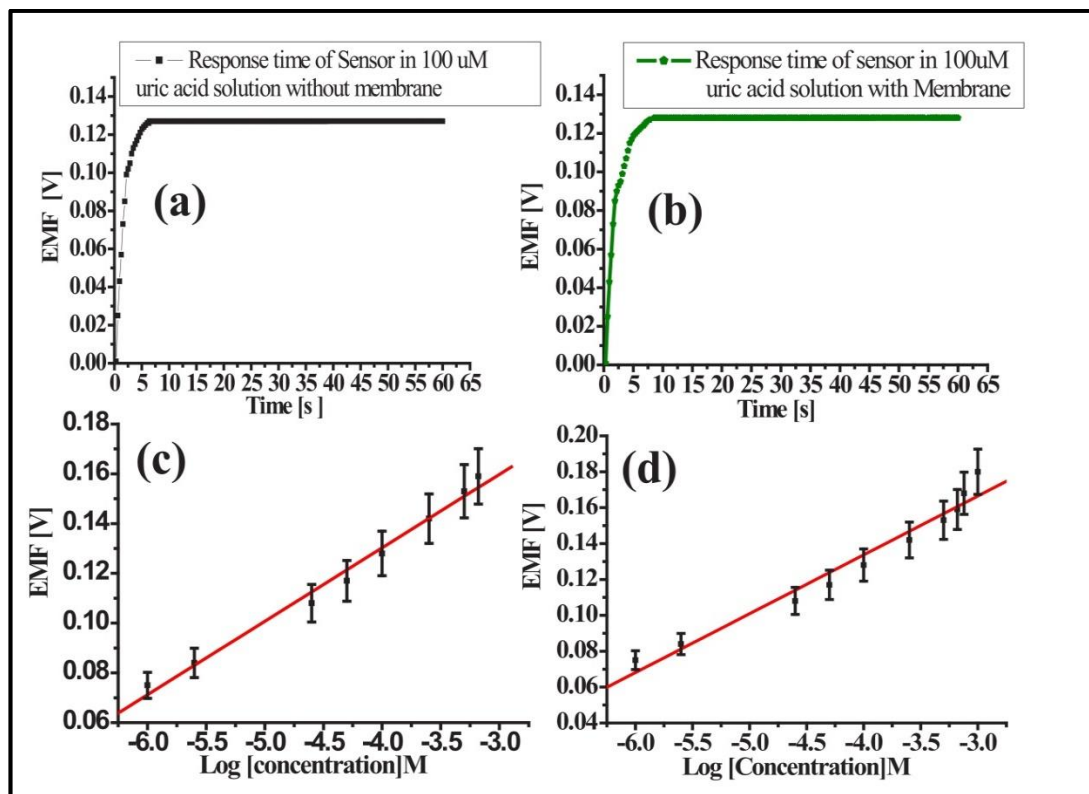 Response time of Sensor in 100 uM
uric acid solution without membrane
0.14
0.12
0.10
0.08
0.06
0.04
0.02
0.00
EMF [V]
(a)
0 5 10 15 20 25 30 35 40 45 50 55 60 65
Time [s ]
Response time of sensor in 100uM
uric acid solution with Membrane
0.14
0.12
0.10
0.08
0.06
0.04
0.02
0.00
EMF [V]
(b)
0 5 10 15 20 25 30 35 40 45 50 55 60 65
Time [s]
0.18
0.16
0.14
0.12
0.10
0.08
0.06
EMF [V]
(c)
-6.0 -5.5 -5.0 -4.5 -4.0 -3.5 -3.0
Log [concentration]M
0.20
0.18
0.16
0.14
0.12
0.10
0.08
0.06
0.04
EMF [V]
(d)
-6.0 -5.5 -5.0 -4.5 -4.0 -3.5 -3.0
Log [Concentration]M